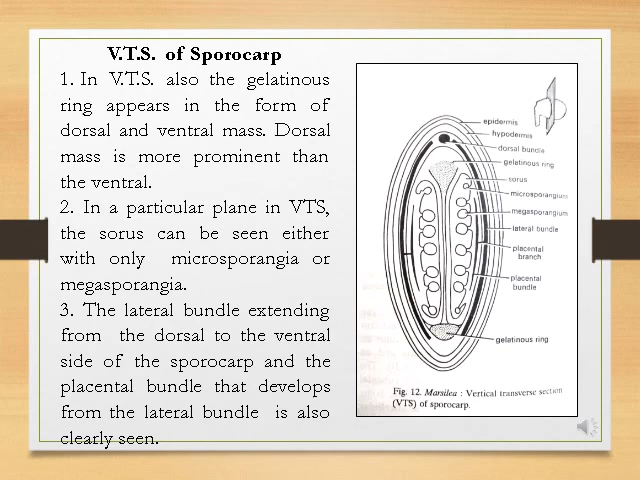 V.T.S. of Sporocarp
1. In V.T.S. also the gelatinous
ring appears in the form of
dorsal and ventral mass. Dorsal
mass is more prominent than
the ventral.
2. In a particular plane in VTS,
the sorus can be seen either
with only microsporangia or
megasporangia.
3. The lateral bundle extending
from the dorsal to the ventral
side of the sporocarp and the
placental bundle that develops
from the lateral bundle is also
clearly seen.
epidermis
hypodermis
dorsal bundle
gelatinous ring
sorus
microsporangium
megasporangium
lateral bundle
placental
branch
placental
bundle
gelatinous ring
Fig. 12. Marsilea : Vertical transverse section
(VTS) of sporocarp.